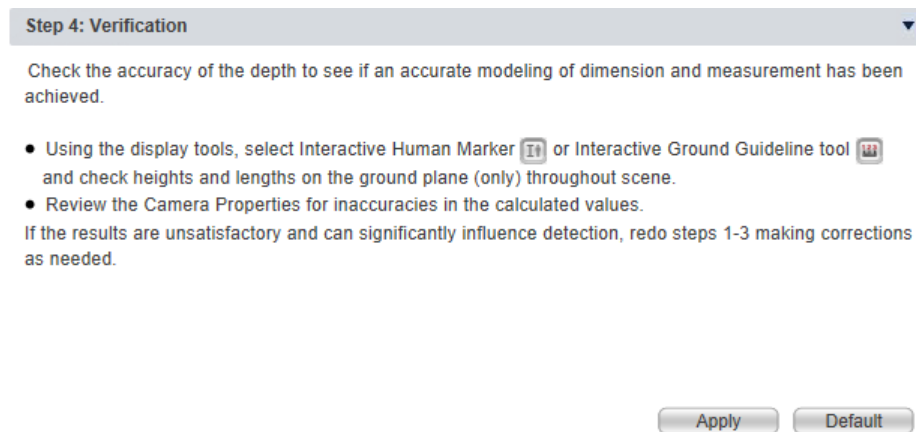 Step 4: Verification
Check the accuracy of the depth to see if an accurate modeling of dimension and measurement has been
achieved.
● Using the display tools, select Interactive Human Marker or Interactive Ground Guideline tool
and check heights and lengths on the ground plane (only) throughout scene.
● Review the Camera Properties for inaccuracies in the calculated values.
If the results are unsatisfactory and can significantly influence detection, redo steps 1-3 making corrections
as needed.
Apply Default